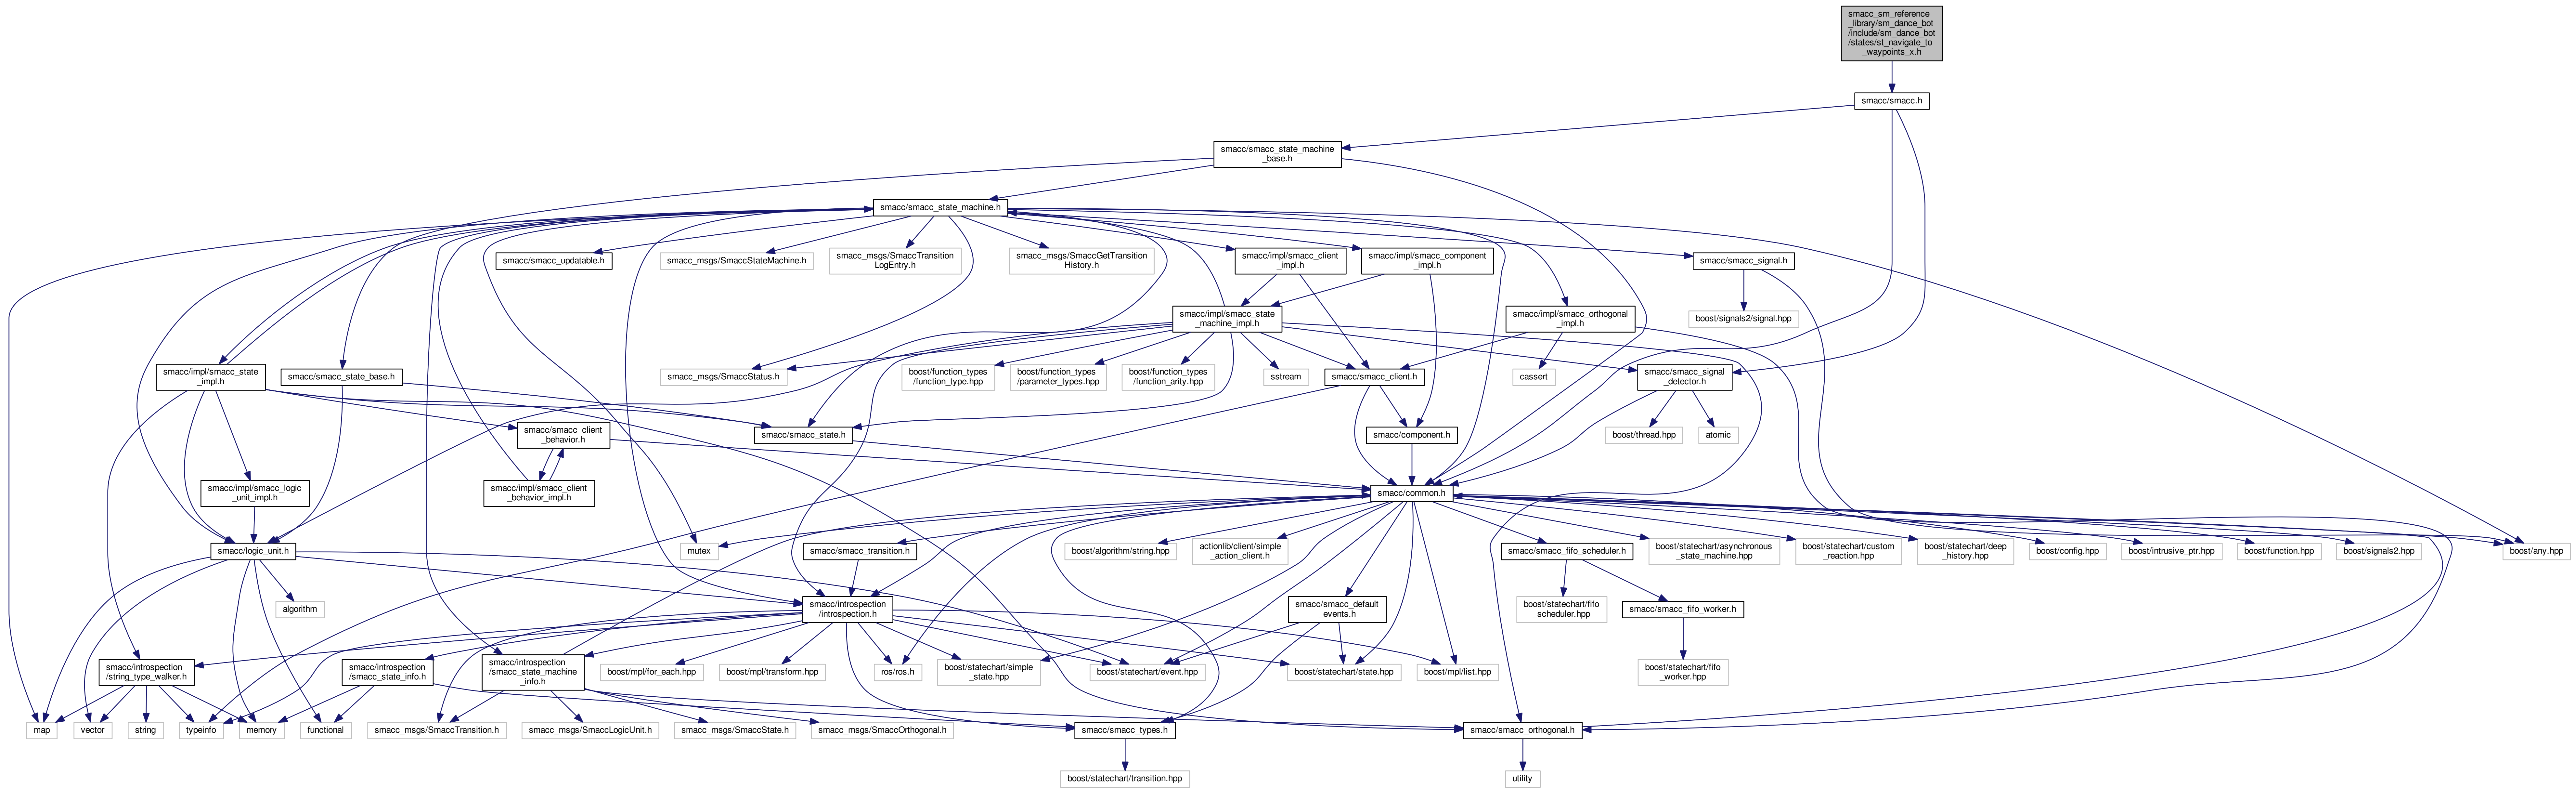 smacc_sm_reference
_library/sm_dance_bot
/include/sm_dance_bot
/states/st_navigate_to
_waypoints_x.h
smacc/smacc.h
smacc/smacc_state_machine
_base.h
smacc/smacc_state_machine.h
smacc/smacc_updatable.h
smacc_msgs/SmaccStateMachine.h
smacc_msgs/SmaccTransition
LogEntry.h
smacc_msgs/SmaccGetTransition
History.h
smacc/impl/smacc_client
_impl.h
smacc/impl/smacc_component
_impl.h
smacc/smacc_signal.h
smacc/impl/smacc_state
_machine_impl.h
smacc/impl/smacc_orthogonal
_impl.h
boost/signals2/signal.hpp
smacc/impl/smacc_state
_impl.h
smacc/smacc_state_base.h
smacc_msgs/SmaccStatus.h
boost/function_types
/function_type.hpp
boost/function_types
/parameter_types.hpp
boost/function_types
/function_arity.hpp
sstream
smacc/smacc_client.h
cassert
smacc/smacc_signal
_detector.h
smacc/smacc_client
_behavior.h
smacc/smacc_state.h
smacc/component.h
boost/thread.hpp
atomic
smacc/impl/smacc_logic
_unit_impl.h
smacc/impl/smacc_client
_behavior_impl.h
smacc/common.h
smacc/logic_unit.h
mutex
smacc/smacc_transition.h
boost/algorithm/string.hpp
actionlib/client/simple
_action_client.h
smacc/smacc_fifo_scheduler.h
boost/statechart/asynchronous
_state_machine.hpp
boost/statechart/custom
_reaction.hpp
boost/statechart/deep
_history.hpp
boost/config.hpp
boost/intrusive_ptr.hpp
boost/function.hpp
boost/signals2.hpp
boost/any.hpp
algorithm
smacc/introspection
/introspection.h
smacc/smacc_default
_events.h
boost/statechart/fifo
_scheduler.hpp
smacc/smacc_fifo_worker.h
smacc/introspection
/string_type_walker.h
smacc/introspection
/smacc_state_info.h
smacc/introspection
/smacc_state_machine
_info.h
boost/mpl/for_each.hpp
boost/mpl/transform.hpp
ros/ros.h
boost/statechart/simple
_state.hpp
boost/statechart/event.hpp
boost/statechart/state.hpp
boost/mpl/list.hpp
boost/statechart/fifo
_worker.hpp
map
vector
string
typeinfo
memory
functional
smacc_msgs/SmaccTransition.h
smacc_msgs/SmaccLogicUnit.h
smacc_msgs/SmaccState.h
smacc_msgs/SmaccOrthogonal.h
smacc/smacc_types.h
smacc/smacc_orthogonal.h
boost/statechart/transition.hpp
utility